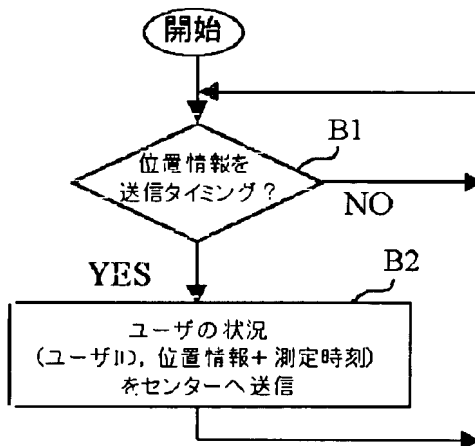 開始
B1
位置情報を
送信タイミング?
NO
YES
B2
ユーザの状況
(ユーザID, 位置情報+測定時刻)
をセンターへ送信